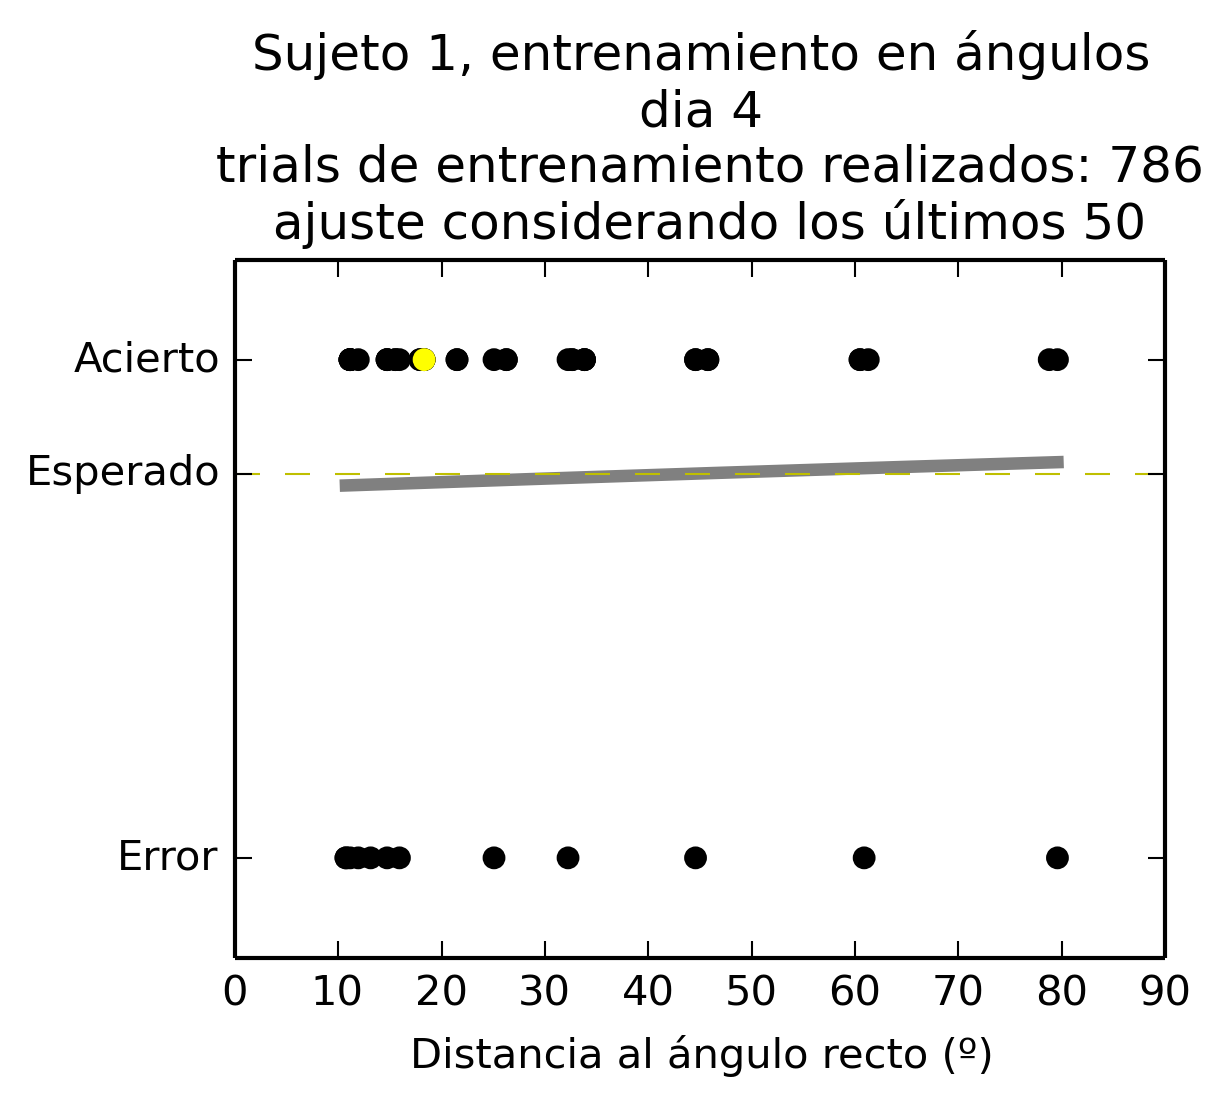 Sujeto 1, entrenamiento en ángulos
dia 4
trials de entrenamiento realizados: 786
ajuste considerando los últimos 50
Acierto
Esperado
Error
0 10 20 30 40 50 60 70 80 90
Distancia al ángulo recto (º)